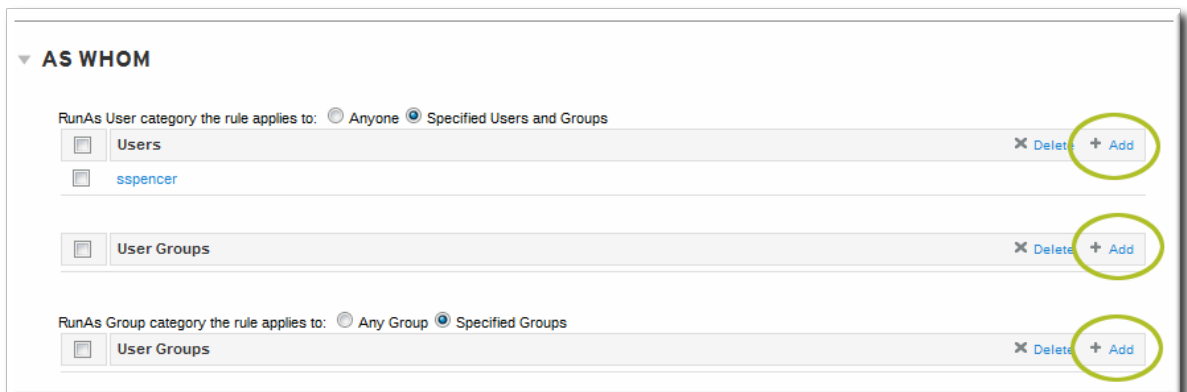 AS WHOM
RunAs User category the rule applies to: Anyone Specified Users and Groups
Users Delete + Add
sspencer
User Groups Delete + Add
RunAs Group category the rule applies to: Any Group Specified Groups
User Groups Delete + Add